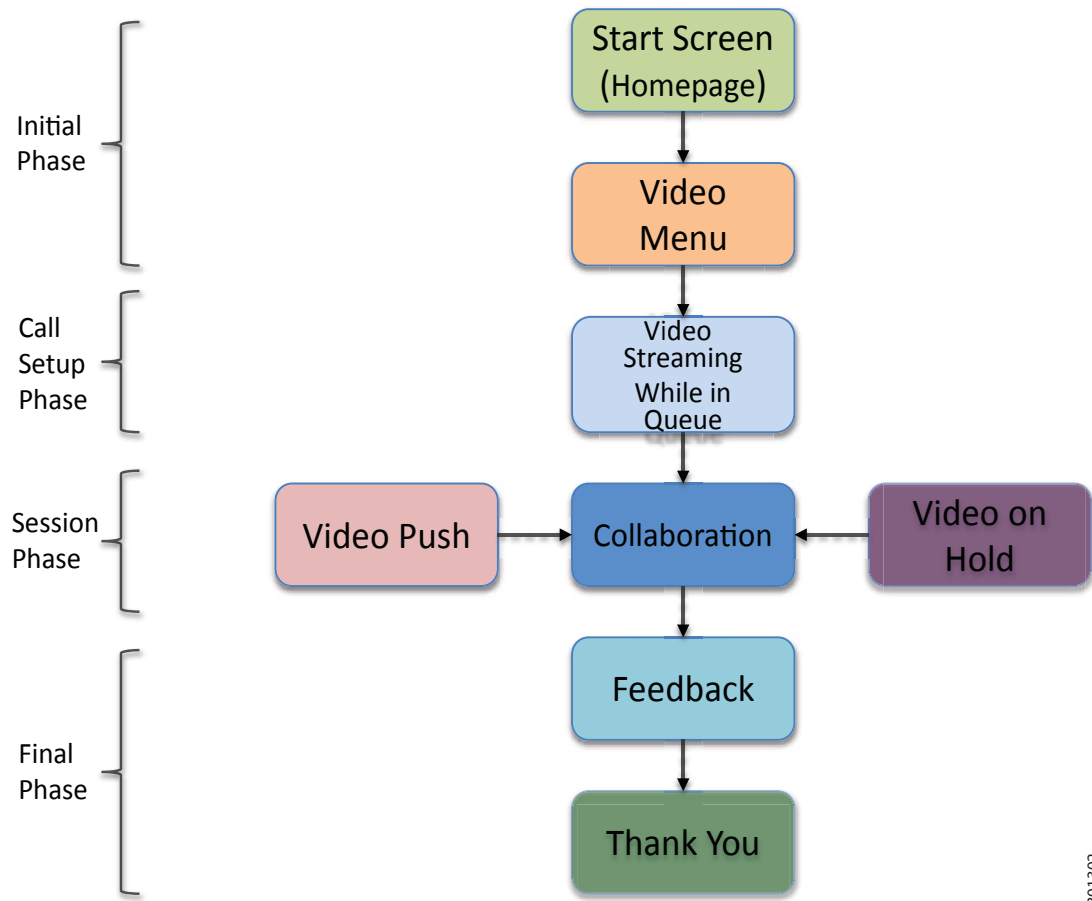 Start Screen
(Homepage)
Initial
Phase
Video
Menu
Call
Setup
Phase
Video
Streaming
While in
Queue
Session
Phase
Video Push
Collaboration
Video on
Hold
Feedback
Final
Phase
Thank You